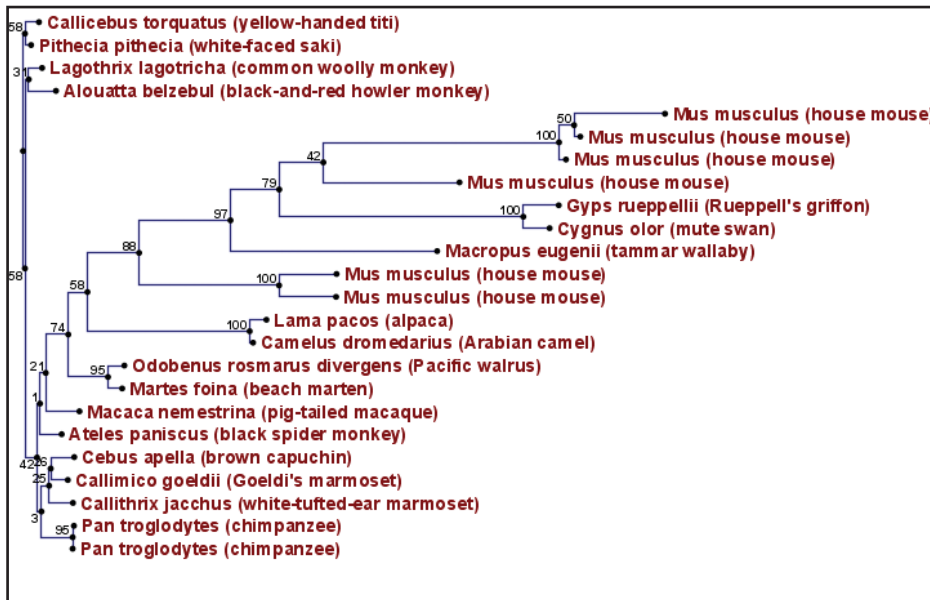 58
Callicebus torquatus (yellow-handed titi)
Pithecia pithecia (white-faced saki)
31
Lagothrix lagotricha (common woolly monkey)
Alouatta belzebul (black-and-red howler monkey)
50
Mus musculus (house mouse)
100
Mus musculus (house mouse)
42
Mus musculus (house mouse)
79
Mus musculus (house mouse)
100
Gyps rueppellii (Rueppell's griffon)
97
Cygnus olor (mute swan)
88
Macropus eugenii (tammar wallaby)
58
100
Mus musculus (house mouse)
58
Mus musculus (house mouse)
74
100
Lama pacos (alpaca)
Camelus dromedarius (Arabian camel)
21
95
Odobenus rosmarus divergens (Pacific walrus)
Martes foina (beach marten)
1
Macaca nemestrina (pig-tailed macaque)
Ateles paniscus (black spider monkey)
42
26
Cebus apella (brown capuchin)
25
Callimico goeldii (Goeldi's marmoset)
Callithrix jacchus (white-tufted-ear marmoset)
3
95
Pan troglodytes (chimpanzee)
Pan troglodytes (chimpanzee)